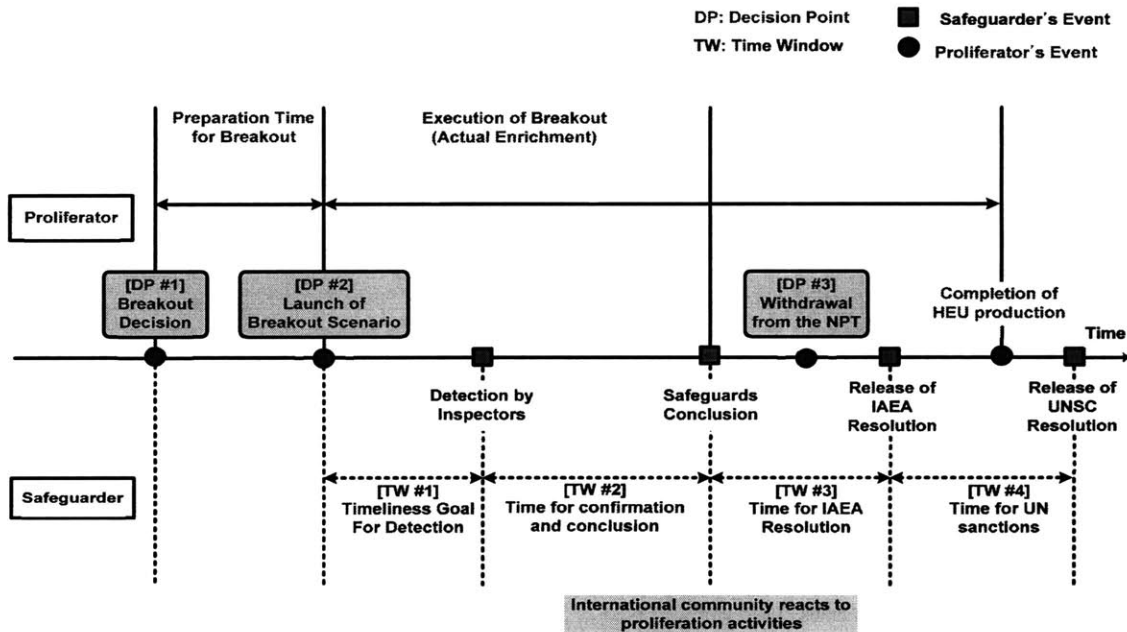 DP: Decision Point
Safeguarder's Event
TW: Time Window
Proliferator's Event
Preparation Time
for Breakout
Execution of Breakout
(Actual Enrichment)
Proliferator
[DP #1]
Breakout
Decision
[DP #2]
Launch of
Breakout Scenario
[DP #3]
Withdrawal
from the NPT
Completion of
HEU production
Time
Detection by
Inspectors
Safeguards
Conclusion
Release of
IAEA
Resolution
Release of
UNSC
Resolution
Safeguarder
[TW #1]
Timeliness Goal
For Detection
[TW #2]
Time for confirmation
and conclusion
[TW #3]
Time for IAEA
Resolution
[TW #4]
Time for UN
sanctions
International community reacts to
proliferation activities